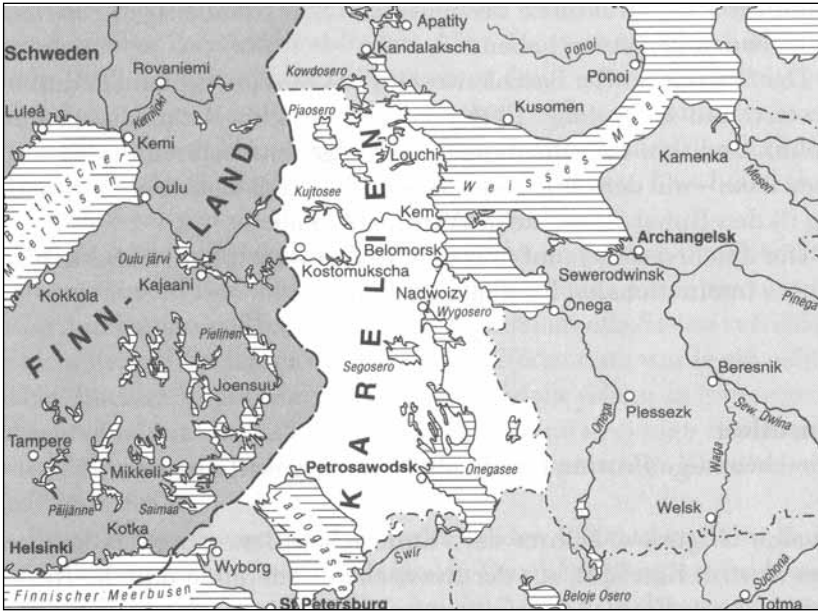 Apatity
Kandalakscha
Ponoi
Ponoi
Schweden
Rovaniemi
Kowdosero
Kemijoki
Pjaosero
Kusomen
Luleå
Kemi
Louchi
Kamenka
Mesen
Bottnischer
Meerbusen
Oulu
Kujtosee
Weisses Meer
Kem
Archangelsk
Oulu järvi
Belomorsk
Kajaani
Kostomukscha
Sewerodwinsk
Kokkola
Nadwoizy
Pinega
Wygosero
Onega
FINN-
LAND
Pielinen
Segosero
KARELIEN
Joensuu
Beresnik
Onega
Plessezk
Sew. Dwina
Tampere
Mikkeli
Petrosawodsk
Onegasee
Waga
Päijänne
Saimaa
Ladogasee
Welsk
Kotka
Helsinki
Swir
Wyborg
Suchona
Finnischer Meerbusen
St Petersburg
Beloje Osero
Totma